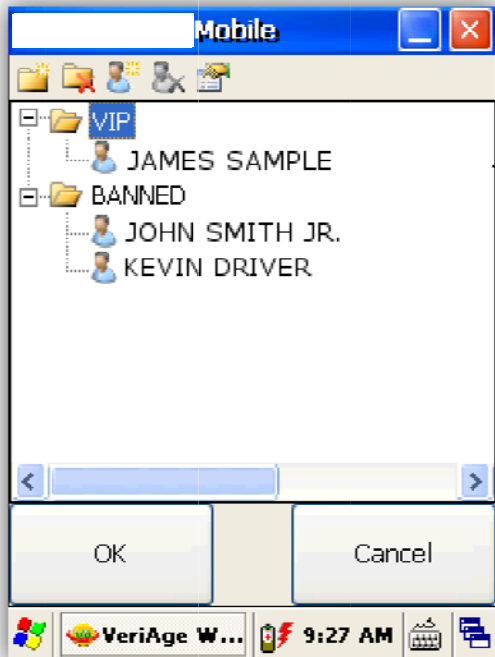 Mobile
VIP
JAMES SAMPLE
BANNED
JOHN SMITH JR.
KEVIN DRIVER
OK
Cancel
VeriAge W... 9:27 AM